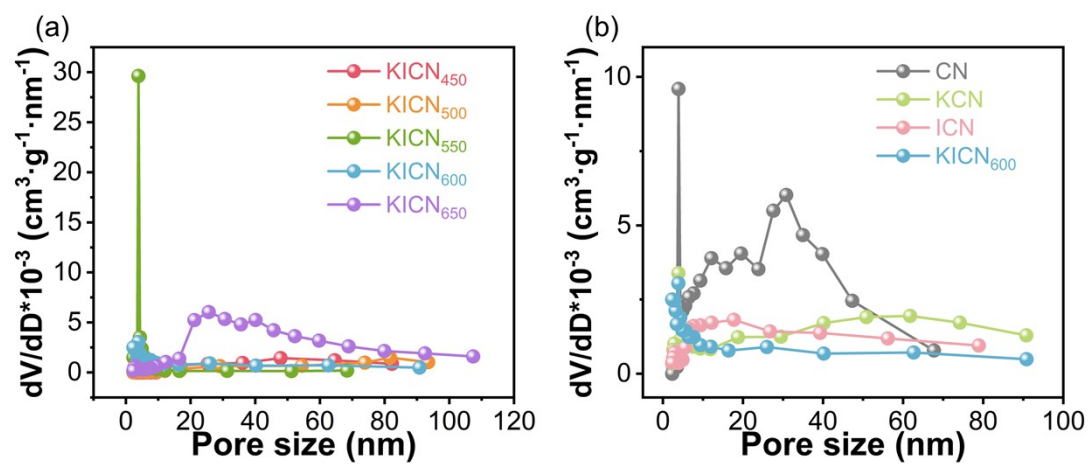 (a)
dV/dD*10⁻³ (cm³·g⁻¹·nm⁻¹)
30
25
20
15
10
5
0
KICN₄₅₀
KICN₅₀₀
KICN₅₅₀
KICN₆₀₀
KICN₆₅₀
0 20 40 60 80 100 120
Pore size (nm)
(b)
dV/dD*10⁻³ (cm³·g⁻¹·nm⁻¹)
10
5
0
CN
KCN
ICN
KICN₆₀₀
0 20 40 60 80 100
Pore size (nm)